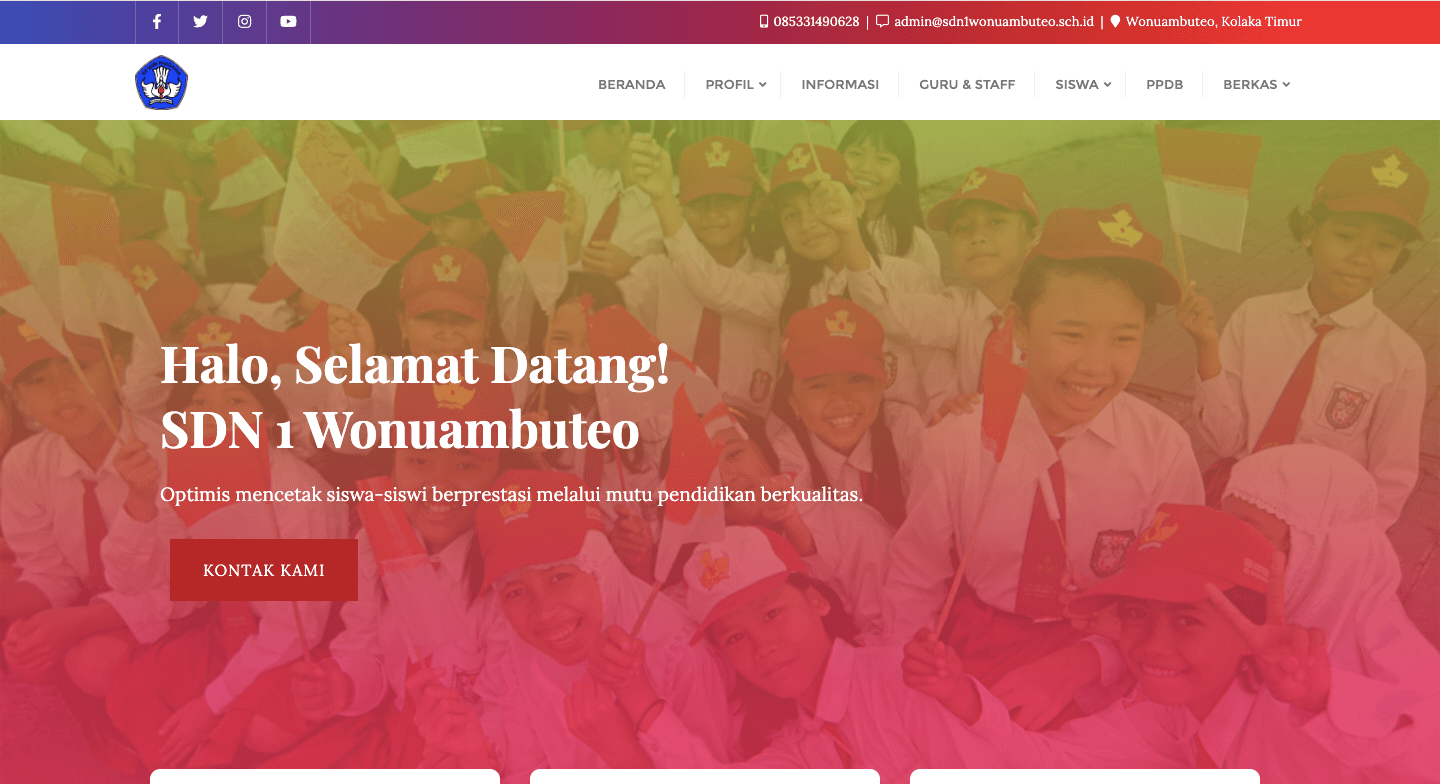 085331490628 | admin@sdn1wonuambuteo.sch.id | Wonuambuteo, Kolaka Timur
BERANDA PROFIL INFORMASI GURU & STAFF SISWA PPDB BERKAS
Halo, Selamat Datang!
SDN 1 Wonuambuteo
Optimis mencetak siswa-siswi berprestasi melalui mutu pendidikan berkualitas.
KONTAK KAMI